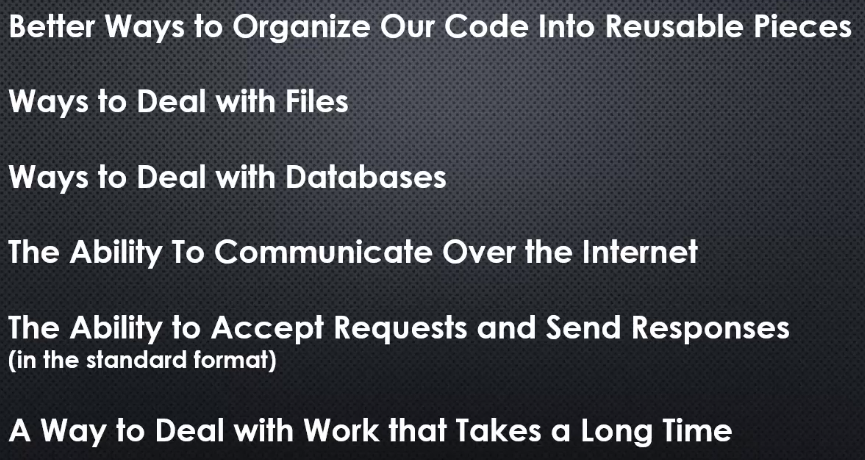 Better Ways to Organize Our Code Into Reusable Pieces
Ways to Deal with Files
Ways to Deal with Databases
The Ability To Communicate Over the Internet
The Ability to Accept Requests and Send Responses
(in the standard format)
A Way to Deal with Work that Takes a Long Time